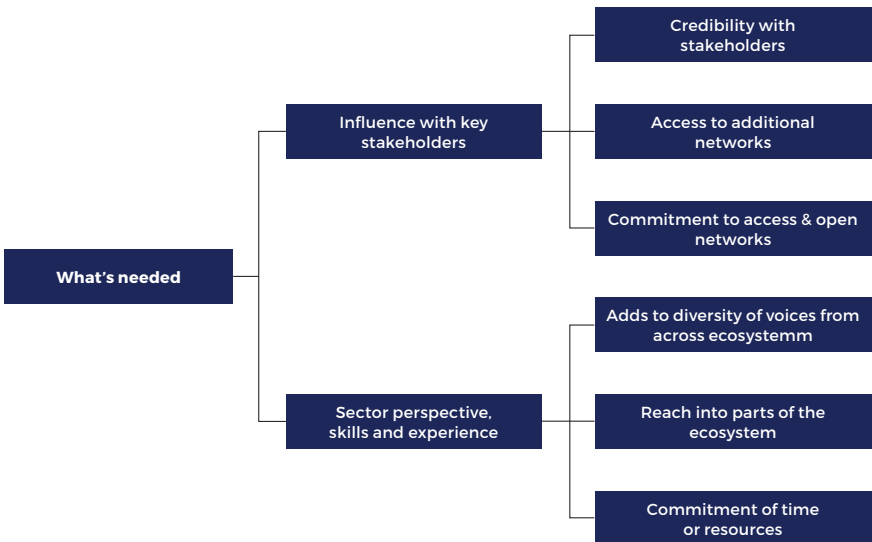 Credibility with
stakeholders
Influence with key
stakeholders
Access to additional
networks
Commitment to access & open
networks
What's needed
Adds to diversity of voices from
across ecosystemm
Sector perspective,
skills and experience
Reach into parts of the
ecosystem
Commitment of time
or resources